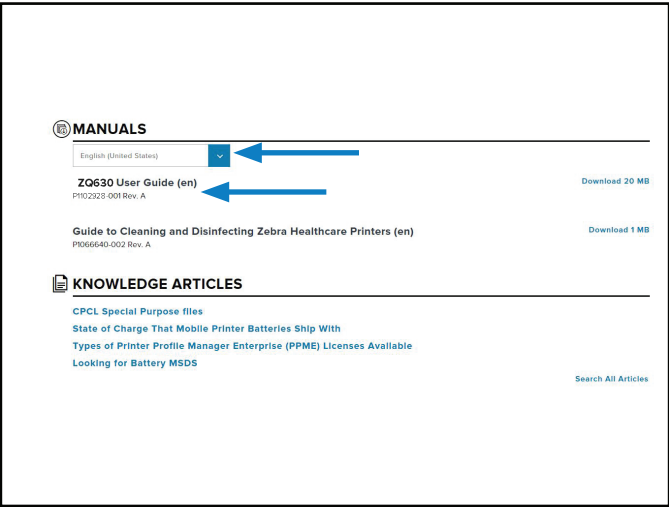 MANUALS
English (United States)
ZQ630 User Guide (en)
Download 20 MB
P1102928-001 Rev. A
Guide to Cleaning and Disinfecting Zebra Healthcare Printers (en)
Download 1 MB
P1066640-002 Rev. A
KNOWLEDGE ARTICLES
CPCL Special Purpose files
State of Charge That Mobile Printer Batteries Ship With
Types of Printer Profile Manager Enterprise (PPME) Licenses Available
Looking for Battery MSDS
Search All Articles